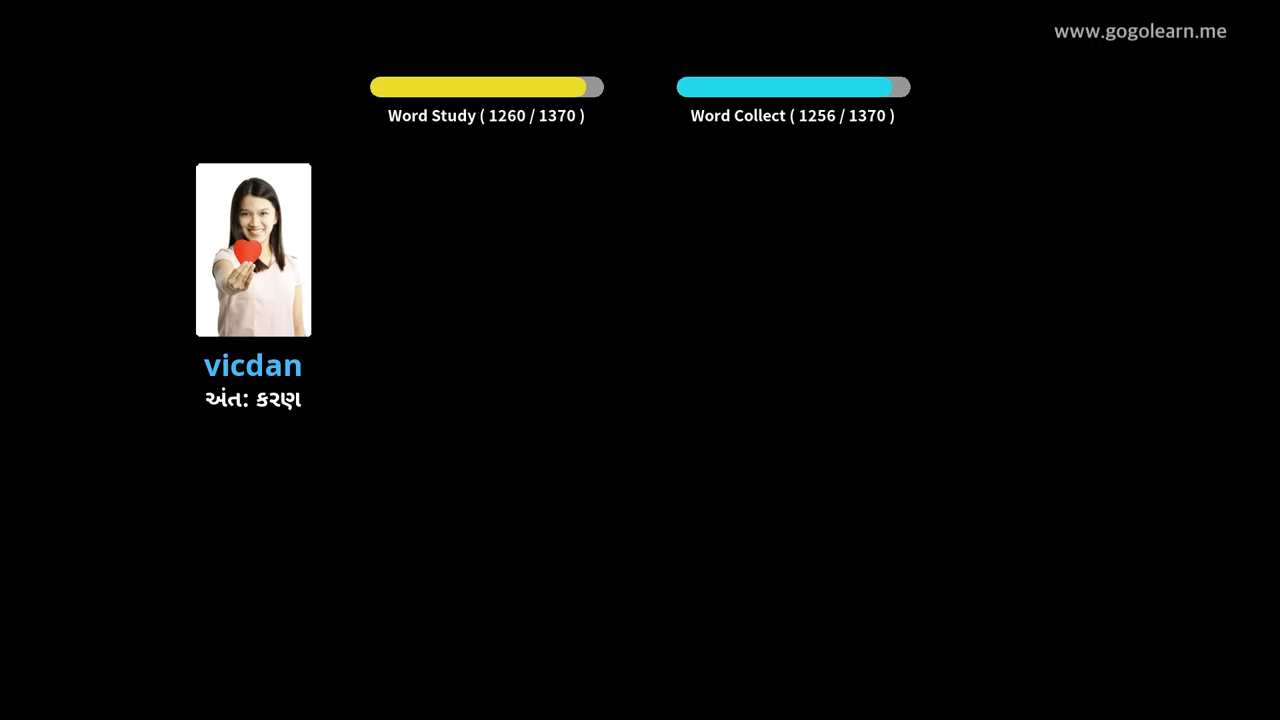 www.gogolearn.me
Word Study ( 1260 / 1370 )
Word Collect ( 1256 / 1370 )
vicdan
અંત: કરણ